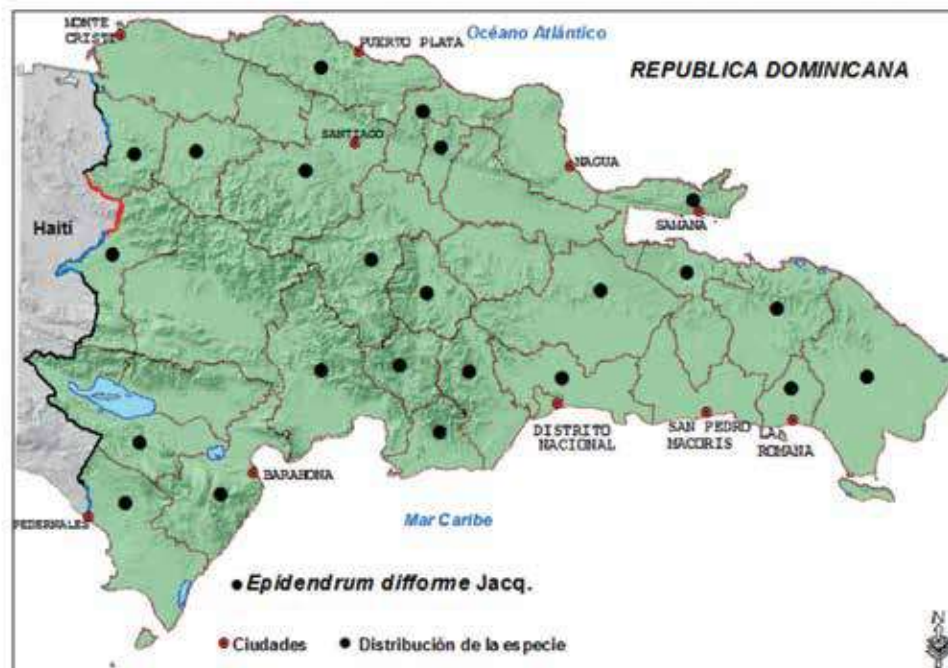 MONTE
CRISTI
PUERTO PLATA
Océano Atlántico
REPUBLICA DOMINICANA
SANTIAGO
NAGUA
SAMANA
Haití
DISTRITO
NACIONAL
SAN PEDRO
MACORIS
LA
ROMANA
BARAHONA
PEDERNALES
Mar Caribe
Epidendrum difforme Jacq.
Ciudades
Distribución de la especie
N